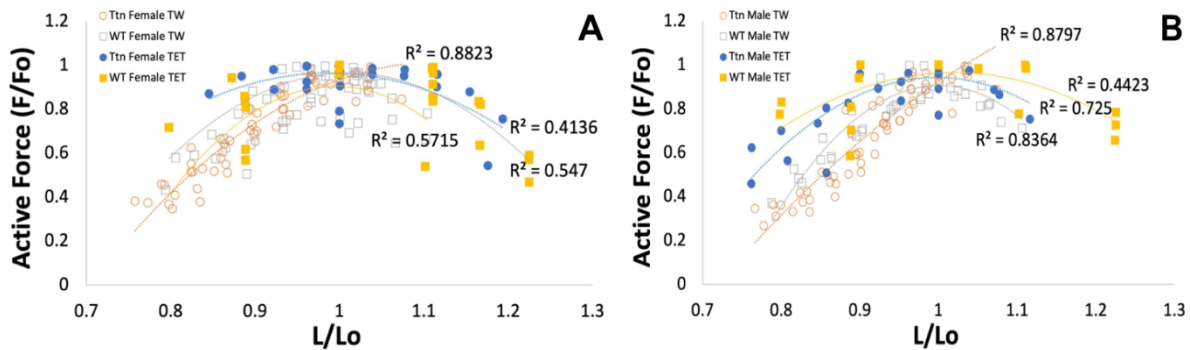 A
Ttn Female TW
WT Female TW
Ttn Female TET
WT Female TET
R² = 0.8823
R² = 0.5715
R² = 0.4136
R² = 0.547
Active Force (F/Fo)
1.2
1
0.8
0.6
0.4
0.2
0
0.7 0.8 0.9 1 1.1 1.2 1.3
L/Lo
B
Ttn Male TW
WT Male TW
Ttn Male TET
WT Male TET
R² = 0.8797
R² = 0.4423
R² = 0.725
R² = 0.8364
Active Force (F/Fo)
1.2
1
0.8
0.6
0.4
0.2
0
0.7 0.8 0.9 1 1.1 1.2 1.3
L/Lo